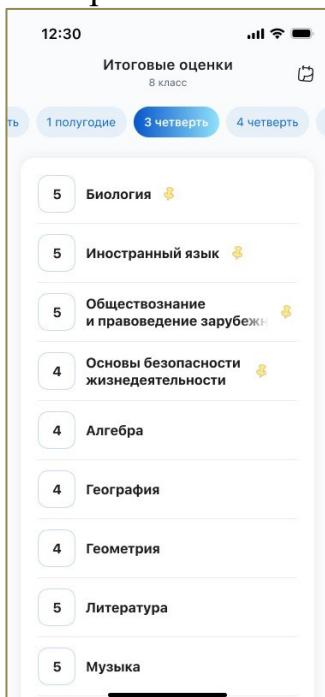 12:30
Итоговые оценки
8 класс
ть 1 полугодие 3 четверть 4 четверть
5 Биология
5 Иностранный язык
5 Обществознание
и правоведение зарубежн
4 Основы безопасности
жизнедеятельности
4 Алгебра
4 География
4 Геометрия
5 Литература
5 Музыка